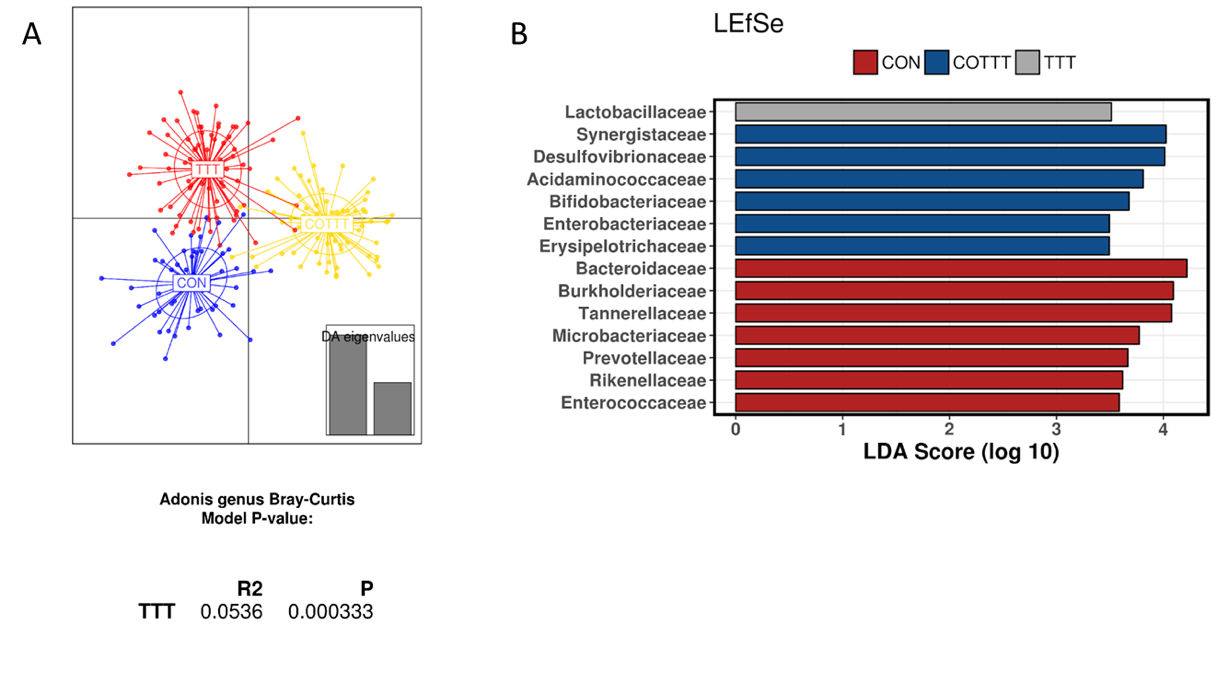 A
TTT
COTTT
CON
DA eigenvalues
Adonis genus Bray-Curtis
Model P-value:
R2 P
TTT 0.0536 0.000333
B
LEfSe
CON COTTT TTT
Lactobacillaceae
Synergistaceae
Desulfovibrionaceae
Acidaminococcaceae
Bifidobacteriaceae
Enterobacteriaceae
Erysipelotrichaceae
Bacteroidaceae
Burkholderiaceae
Tannerellaceae
Microbacteriaceae
Prevotellaceae
Rikenellaceae
Enterococcaceae
0 1 2 3 4
LDA Score (log 10)